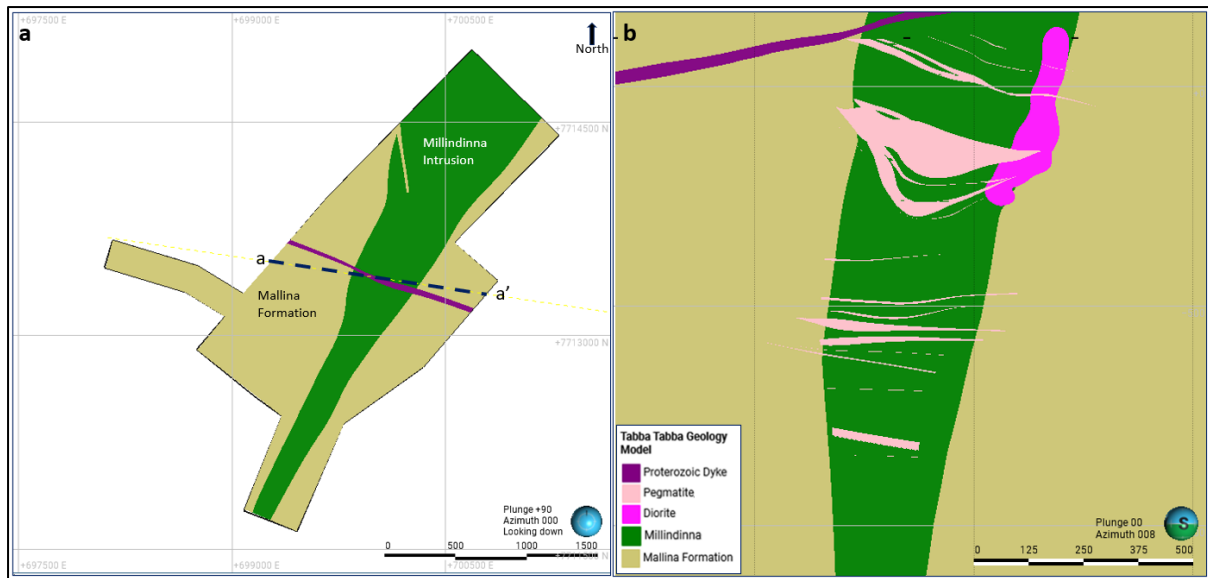 a
+697500 E
+699000 E
+700500 E
North
Millindinna
Intrusion
+7714500 N
a
a'
Mallina
Formation
+7713000 N
Plunge +90
Azimuth 000
Looking down
0 500 1000 1500
+697500 E
+699000 E
+700500 E
b
Tabba Tabba Geology
Model
Proterozoic Dyke
Pegmatite
Diorite
Millindinna
Mallina Formation
Plunge 00
Azimuth 008
S
0 125 250 375 500